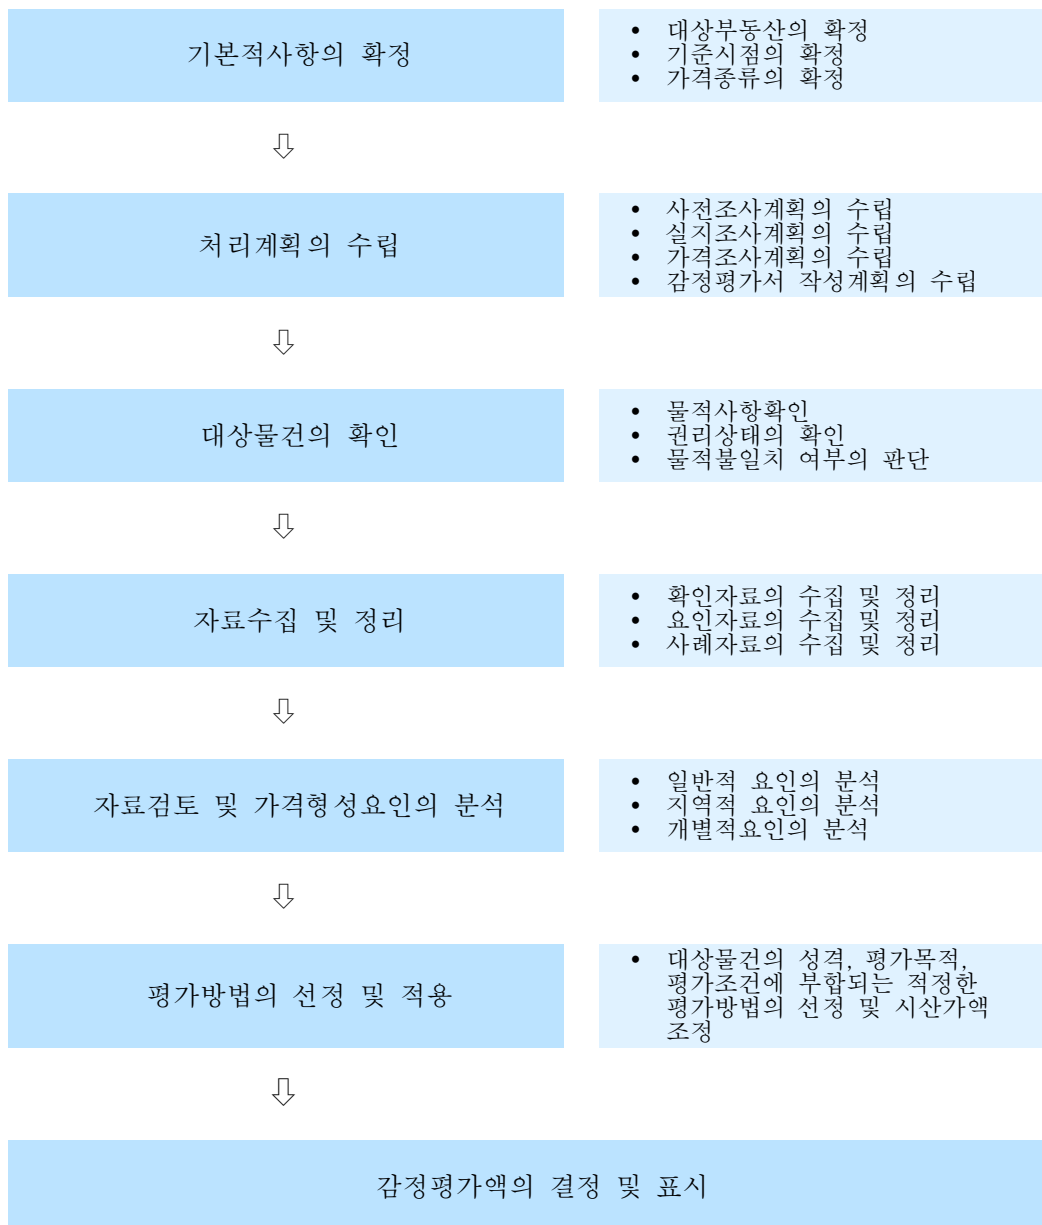 기본적사항의 확정
• 대상부동산의 확정
• 기준시점의 확정
• 가격종류의 확정
⇩
처리계획의 수립
• 사전조사계획의 수립
• 실지조사계획의 수립
• 가격조사계획의 수립
• 감정평가서 작성계획의 수립
⇩
대상물건의 확인
• 물적사항확인
• 권리상태의 확인
• 물적불일치 여부의 판단
⇩
자료수집 및 정리
• 확인자료의 수집 및 정리
• 요인자료의 수집 및 정리
• 사례자료의 수집 및 정리
⇩
자료검토 및 가격형성요인의 분석
• 일반적 요인의 분석
• 지역적 요인의 분석
• 개별적요인의 분석
⇩
평가방법의 선정 및 적용
• 대상물건의 성격, 평가목적,
평가조건에 부합되는 적정한
평가방법의 선정 및 시산가액
조정
⇩
감정평가액의 결정 및 표시